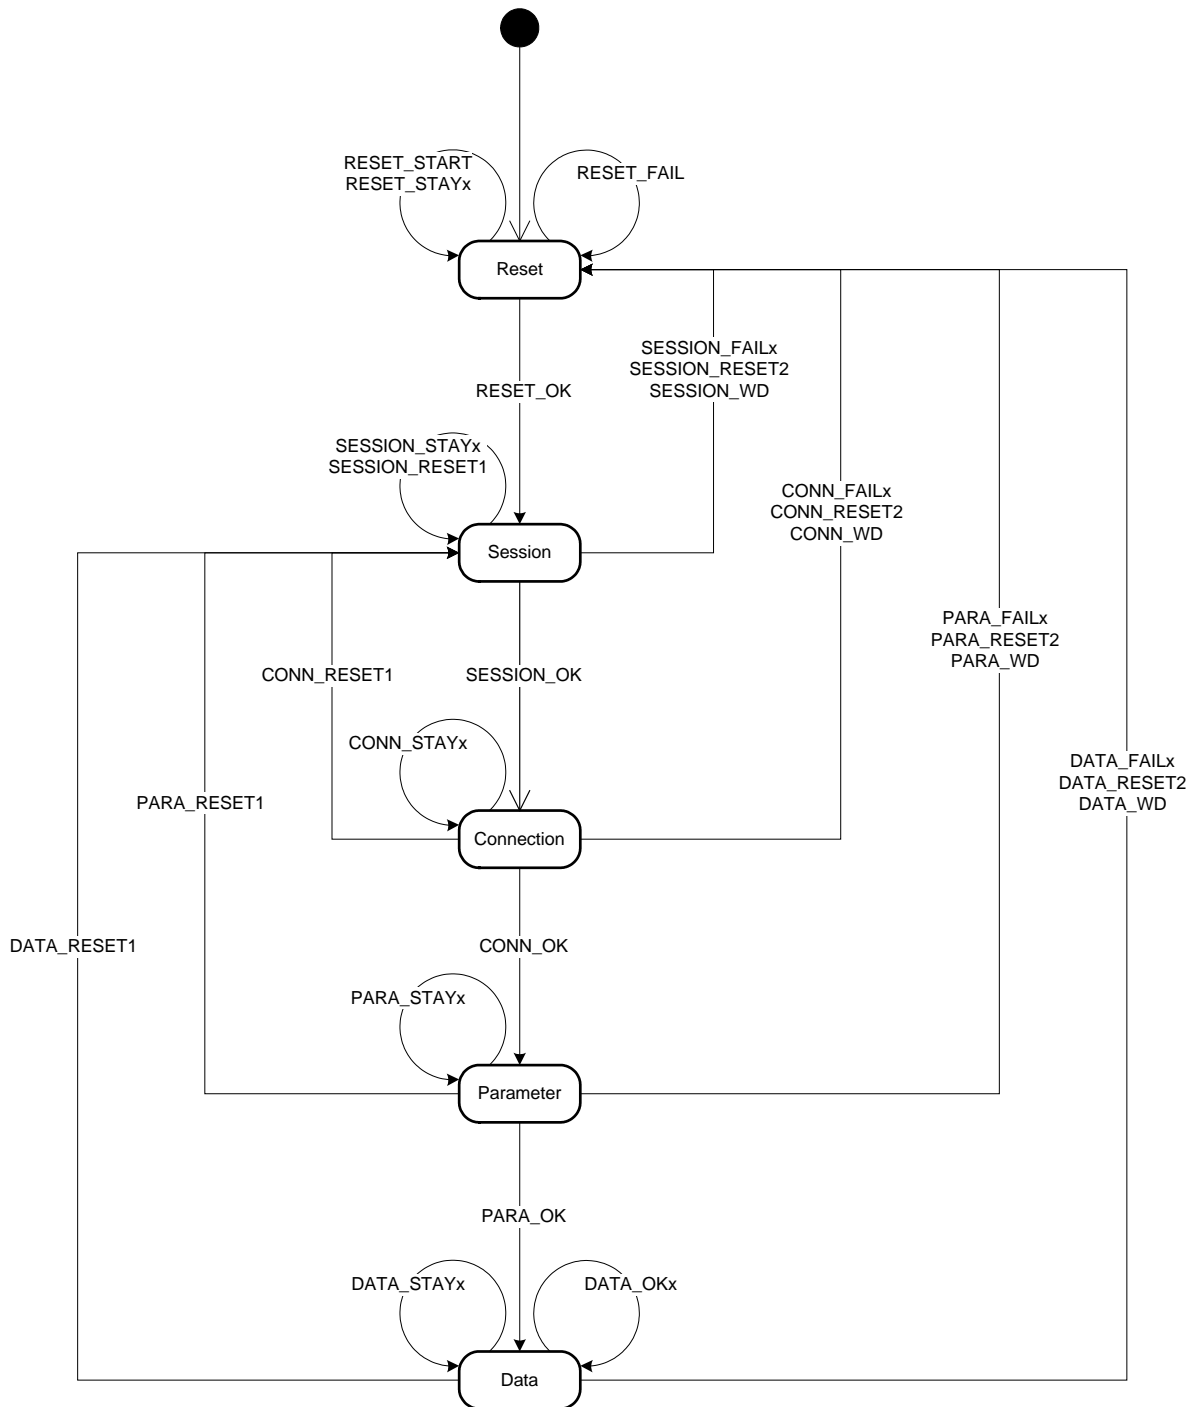 RESET_START
RESET_STAYx
RESET_FAIL
Reset
SESSION_FAILx
SESSION_RESET2
SESSION_WD
RESET_OK
SESSION_STAYx
SESSION_RESET1
CONN_FAILx
CONN_RESET2
CONN_WD
Session
PARA_FAILx
PARA_RESET2
PARA_WD
CONN_RESET1
SESSION_OK
CONN_STAYx
DATA_FAILx
DATA_RESET2
DATA_WD
PARA_RESET1
Connection
DATA_RESET1
CONN_OK
PARA_STAYx
Parameter
PARA_OK
DATA_STAYx
DATA_OKx
Data